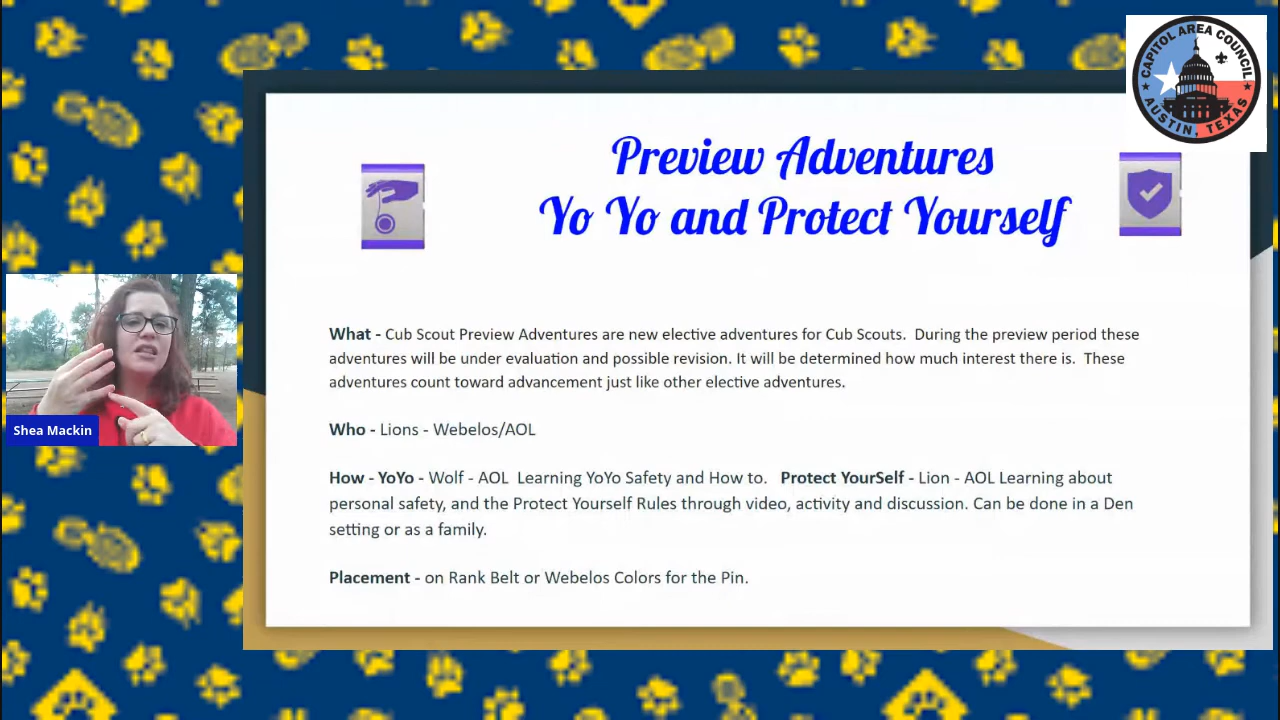 CAPITOL AREA COUNCIL
AUSTIN, TEXAS
Preview Adventures
Yo Yo and Protect Yourself
What - Cub Scout Preview Adventures are new elective adventures for Cub Scouts. During the preview period these
adventures will be under evaluation and possible revision. It will be determined how much interest there is. These
adventures count toward advancement just like other elective adventures.
Shea Mackin
Who - Lions - Webelos/AOL
How - YoYo - Wolf - AOL Learning YoYo Safety and How to. Protect YourSelf - Lion - AOL Learning about
personal safety, and the Protect Yourself Rules through video, activity and discussion. Can be done in a Den
setting or as a family.
Placement - on Rank Belt or Webelos Colors for the Pin.